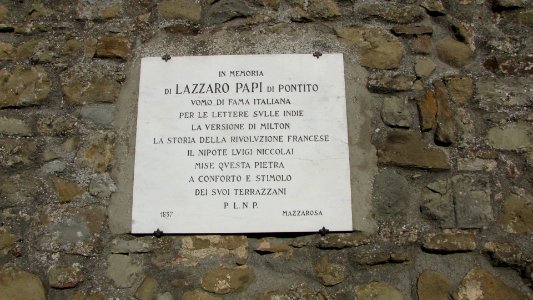 IN MEMORIA
DI LAZZARO PAPI DI PONTITO
VOMO DI FAMA ITALIANA
PER LE LETTERE SVLLE INDIE
LA VERSIONE DI MILTON
LA STORIA DELLA RIVOLVZIONE FRANCESE
IL NIPOTE LVIGI NICCOLAI
MISE QVESTA PIETRA
A CONFORTO E STIMOLO
DEI SVOI TERRAZZANI
P L. N. P.
1857 MAZZAROSA